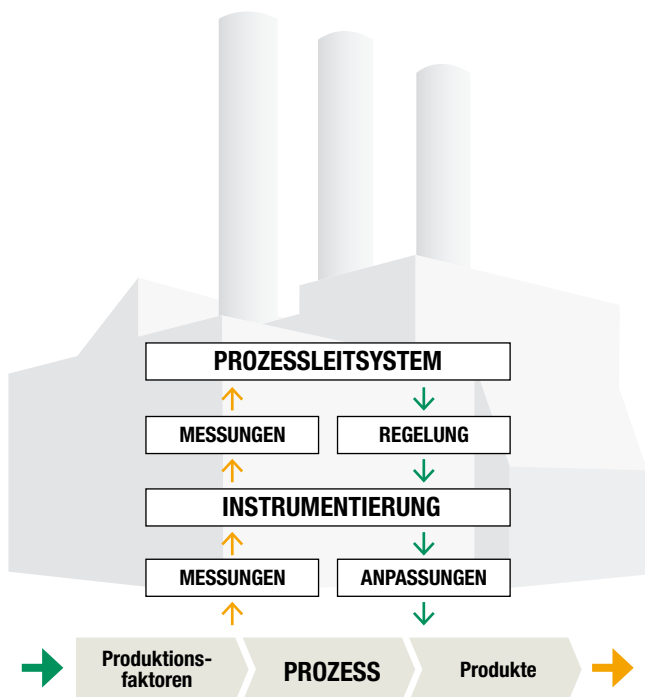 PROZESSLEITSYSTEM
MESSUNGEN
REGELUNG
INSTRUMENTIERUNG
MESSUNGEN
ANPASSUNGEN
Produktions-
faktoren
PROZESS
Produkte